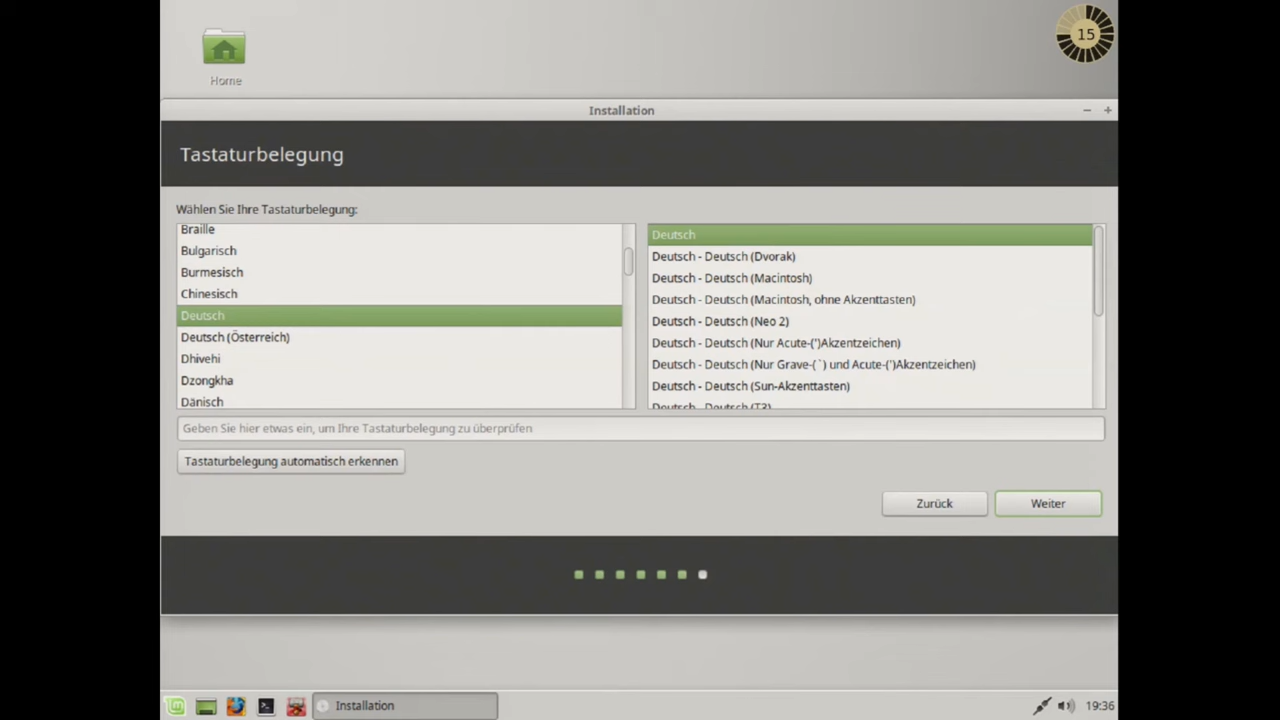 15
Home
Installation
Tastaturbelegung
Wählen Sie Ihre Tastaturbelegung:
Braille
Bulgarisch
Burmesisch
Chinesisch
Deutsch
Deutsch (Österreich)
Dhivehi
Dzongkha
Dänisch
Deutsch
Deutsch - Deutsch (Dvorak)
Deutsch - Deutsch (Macintosh)
Deutsch - Deutsch (Macintosh, ohne Akzenttasten)
Deutsch - Deutsch (Neo 2)
Deutsch - Deutsch (Nur Acute-(')Akzentzeichen)
Deutsch - Deutsch (Nur Grave-(`) und Acute-(')Akzentzeichen)
Deutsch - Deutsch (Sun-Akzenttasten)
Deutsch - Deutsch (T3)
Geben Sie hier etwas ein, um Ihre Tastaturbelegung zu überprüfen
Tastaturbelegung automatisch erkennen
Zurück
Weiter
Installation
19:36